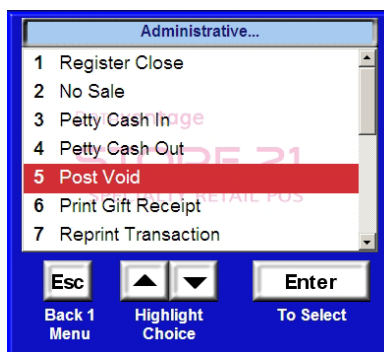 Administrative...
1 Register Close
2 No Sale
3 Petty Cash In
4 Petty Cash Out
5 Post Void
6 Print Gift Receipt
7 Reprint Transaction
Esc Enter
Back 1 Highlight To Select
Menu Choice